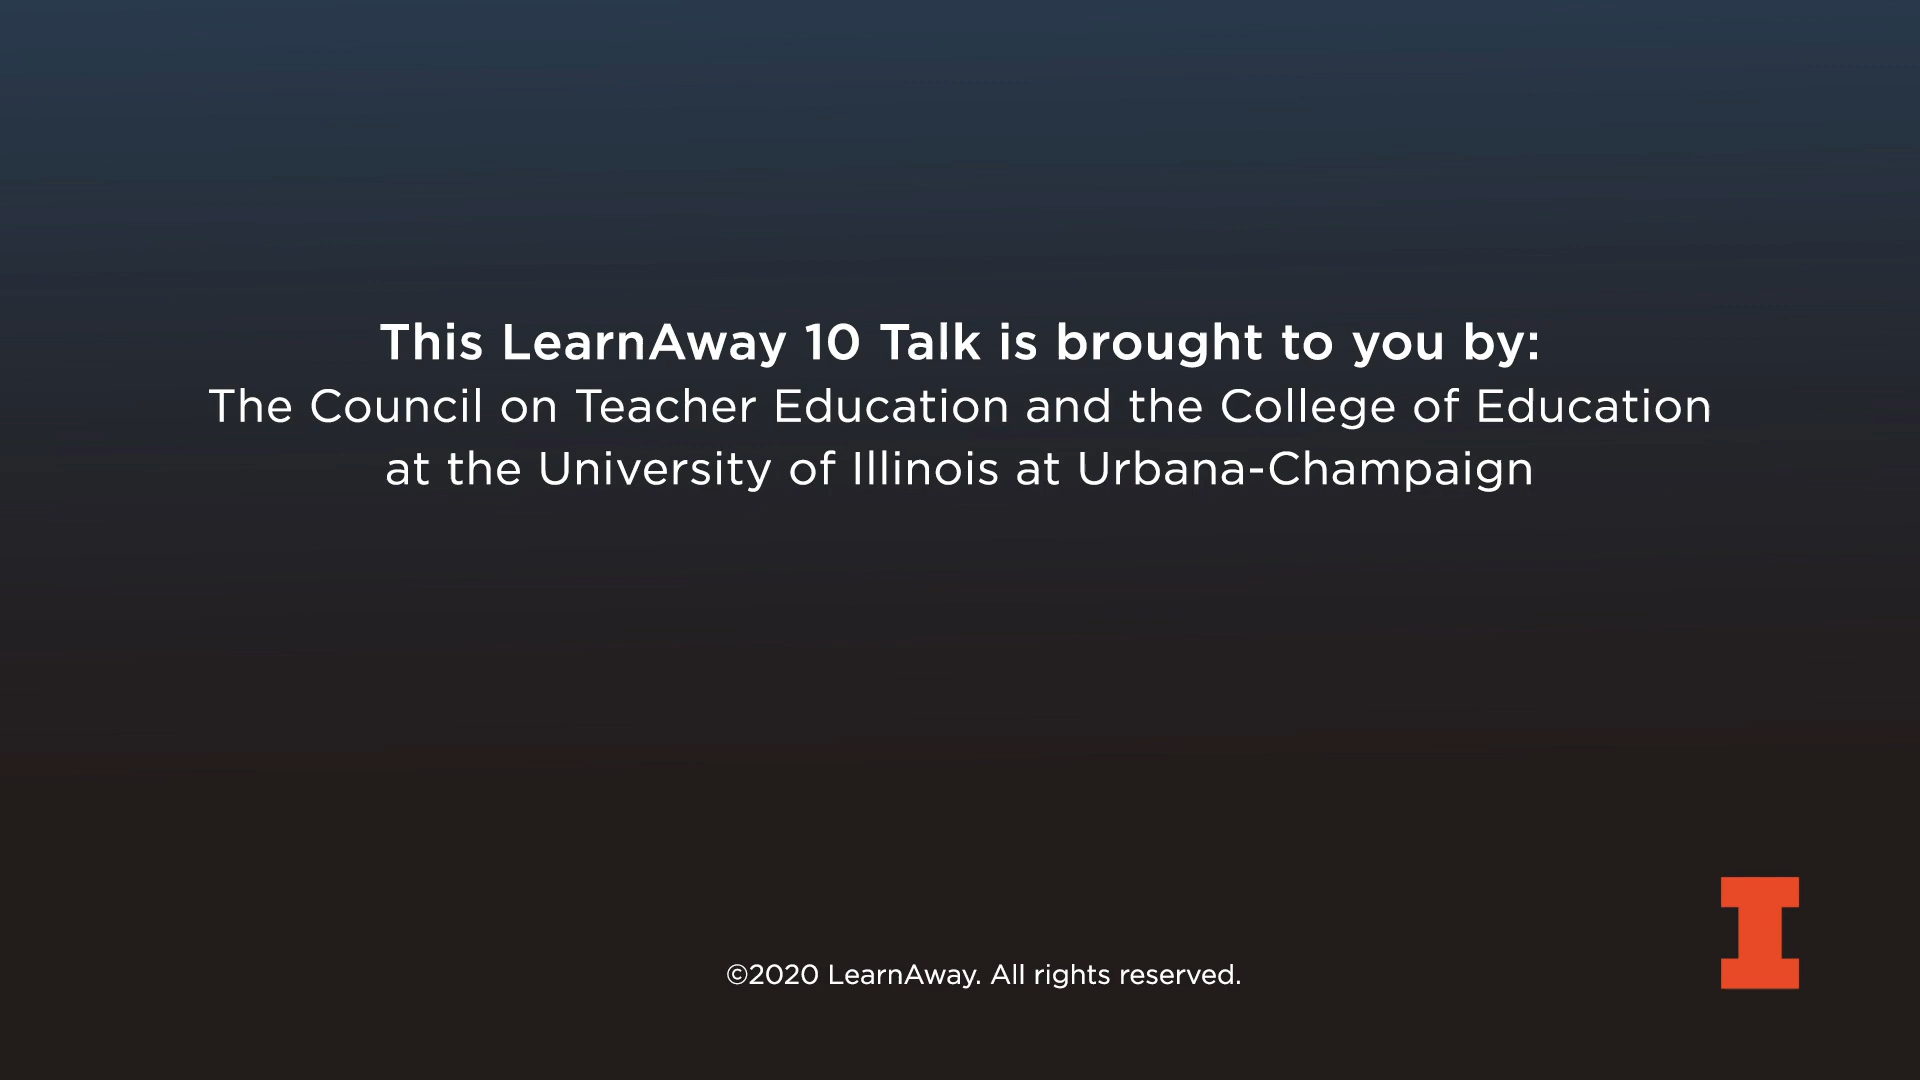 This LearnAway 10 Talk is brought to you by:
The Council on Teacher Education and the College of Education
at the University of Illinois at Urbana-Champaign
I
©2020 LearnAway. All rights reserved.